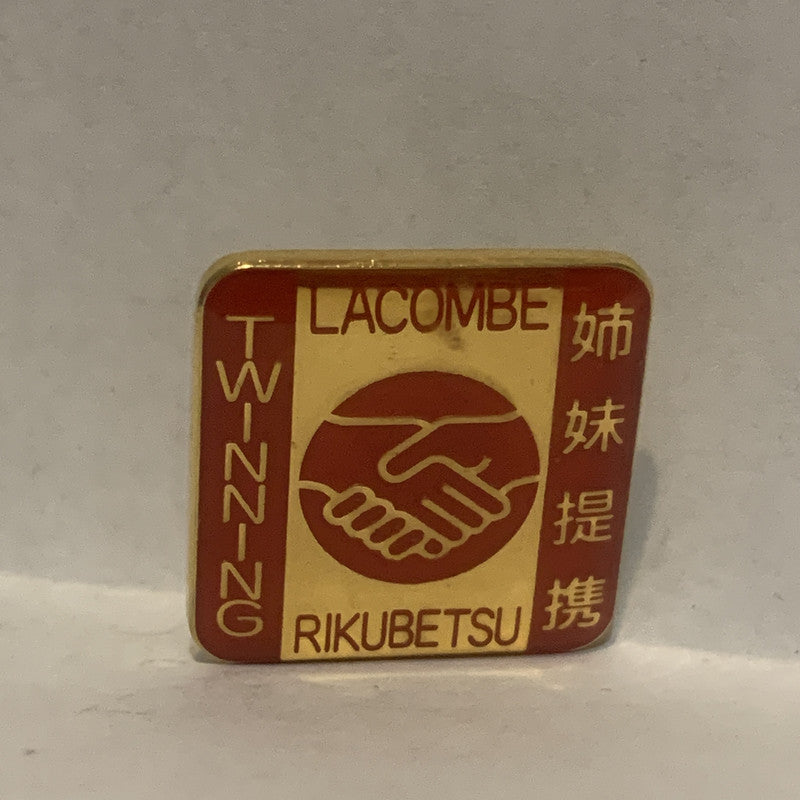 LACOMBE
TWINNING
姉妹提携
RIKUBETSU